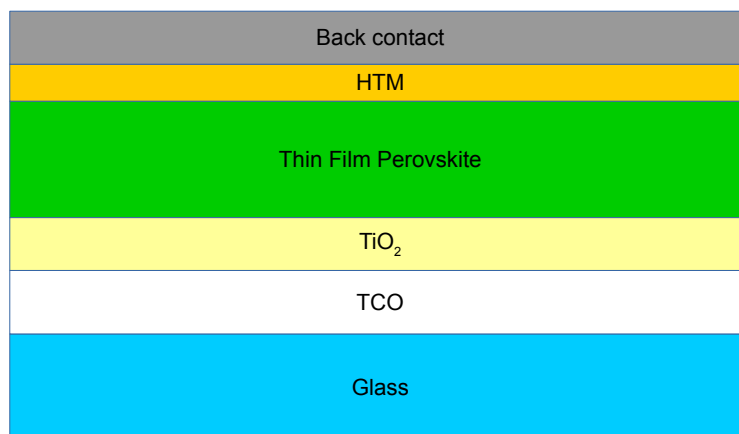 Back contact
HTM
Thin Film Perovskite
TiO₂
TCO
Glass